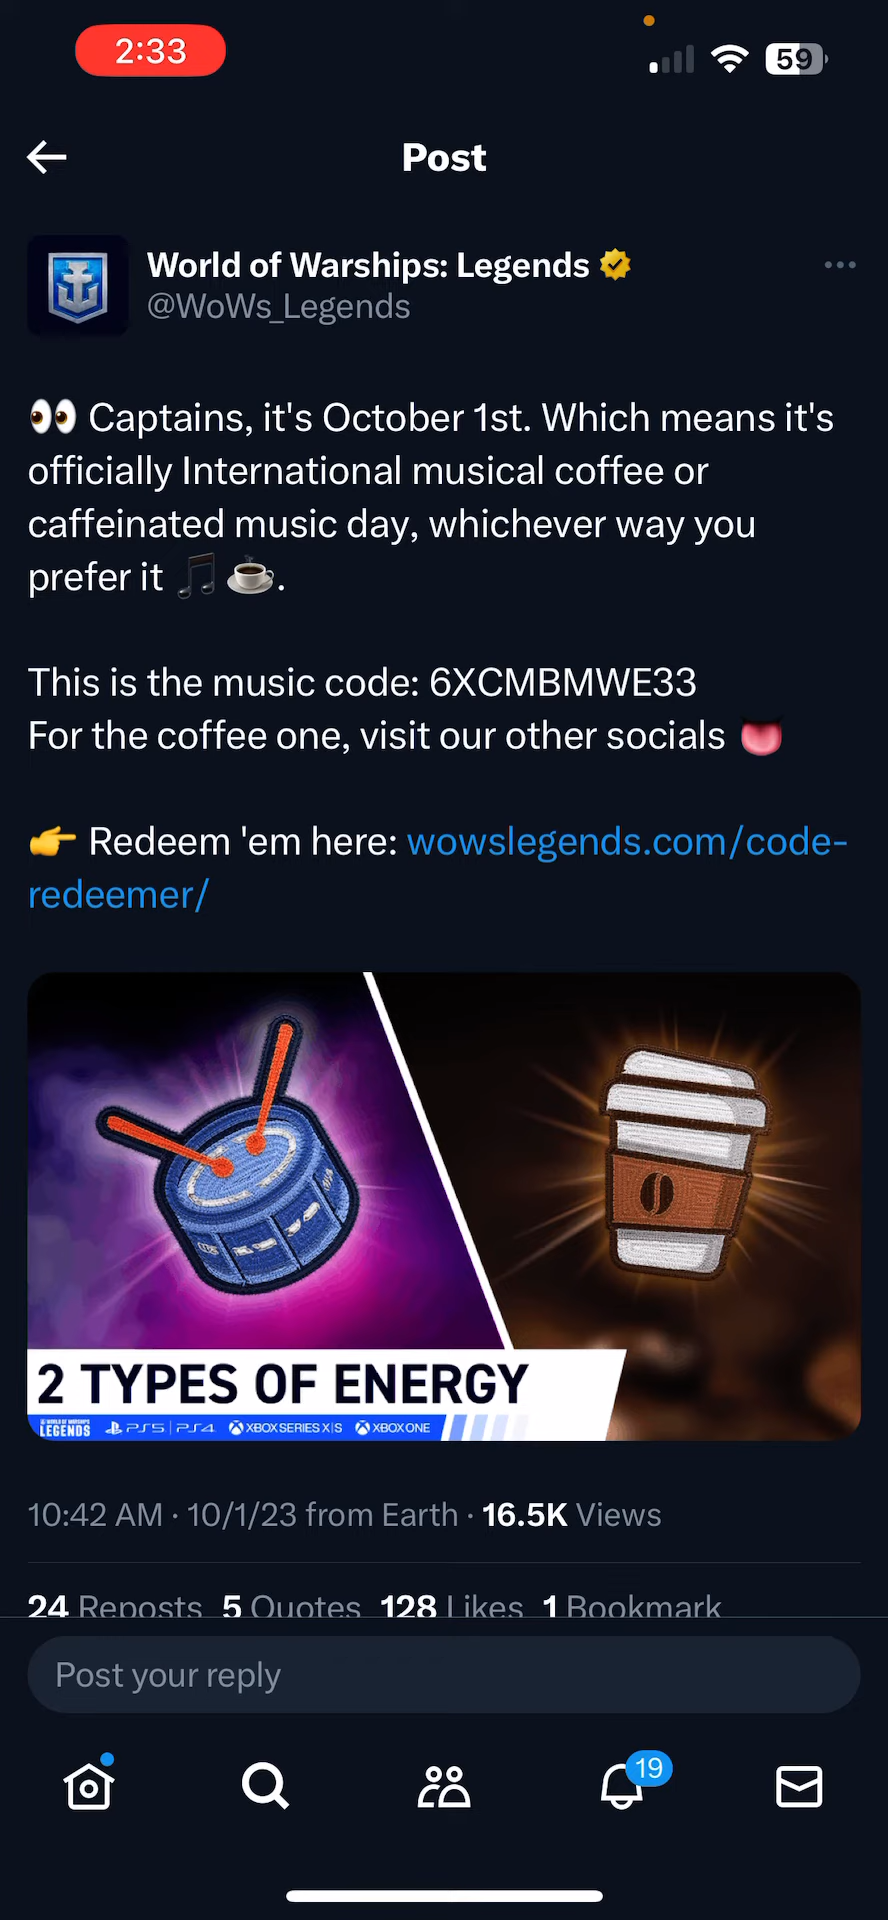 2:33
59
Post
World of Warships: Legends
@WoWs_Legends
👀 Captains, it's October 1st. Which means it's
officially International musical coffee or
caffeinated music day, whichever way you
prefer it 🎵☕.
This is the music code: 6XCMBMWE33
For the coffee one, visit our other socials 👅
👉 Redeem 'em here: wowslegends.com/code-
redeemer/
2 TYPES OF ENERGY
WORLD OF WARSHIPS
LEGENDS PS5 | PS4 XBOX SERIES X|S XBOX ONE
10:42 AM · 10/1/23 from Earth · 16.5K Views
24 Reposts 5 Quotes 128 Likes 1 Bookmark
Post your reply
19